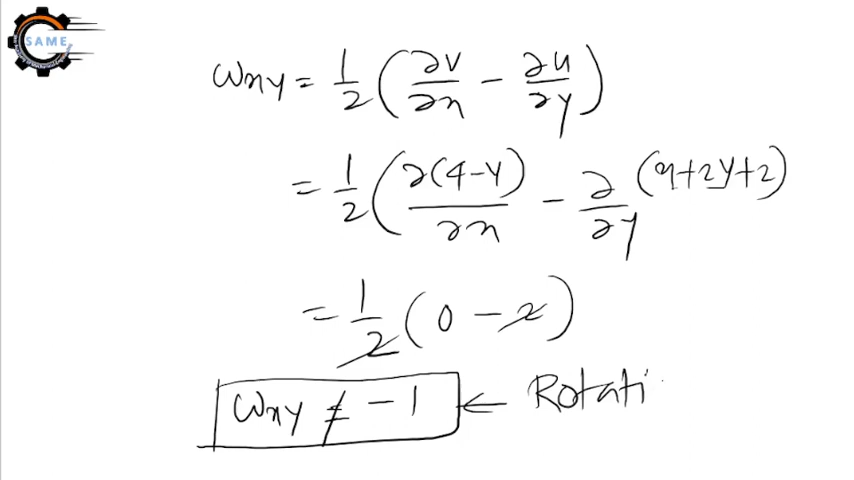 SAME
ωxy = 1/2 (∂v/∂x − ∂u/∂y)
= 1/2 (∂(4−y)/∂x − ∂/∂y (x+2y+2)
= 1/2 (0 − 2)
ωxy ≠ −1 ← Rotati